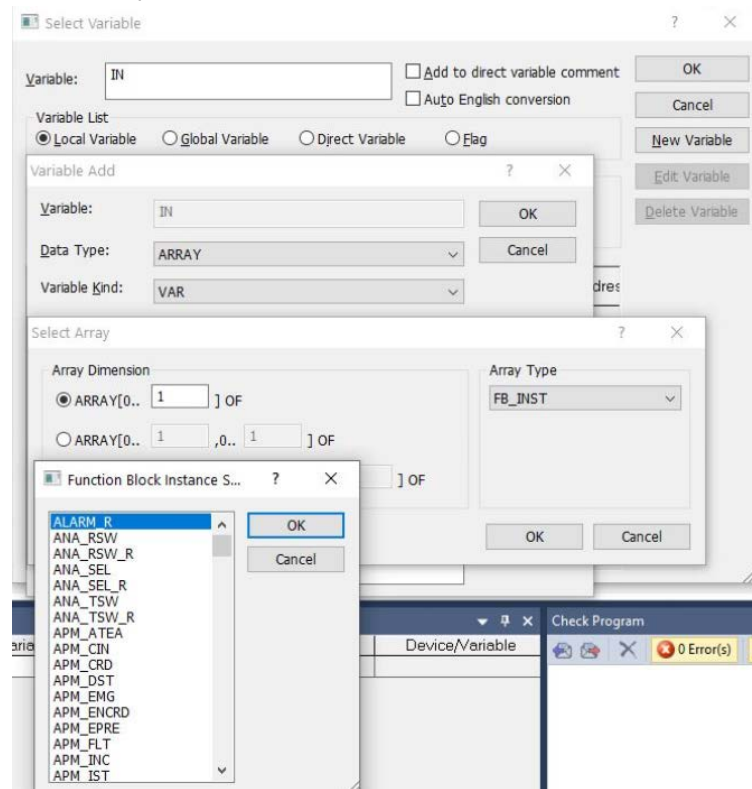 Select Variable
? ×
Variable:
IN
Add to direct variable comment
Auto English conversion
OK
Cancel
New Variable
Edit Variable
Delete Variable
Variable List
Local Variable Global Variable Direct Variable Flag
Variable Add
? ×
Variable:
IN
OK
Data Type:
ARRAY
Cancel
Variable Kind:
VAR
Select Array
? ×
Array Dimension
ARRAY[0.. 1 ] OF
ARRAY[0.. 1 ,0.. 1 ] OF
] OF
Array Type
FB_INST
OK
Cancel
Function Block Instance S...
? ×
ALARM_R
ANA_RSW
ANA_RSW_R
ANA_SEL
ANA_SEL_R
ANA_TSW
ANA_TSW_R
APM_ATEA
APM_CIN
APM_CRD
APM_DST
APM_EMG
APM_ENCRD
APM_EPRE
APM_FLT
APM_INC
APM_IST
OK
Cancel
Device/Variable
Check Program
0 Error(s)